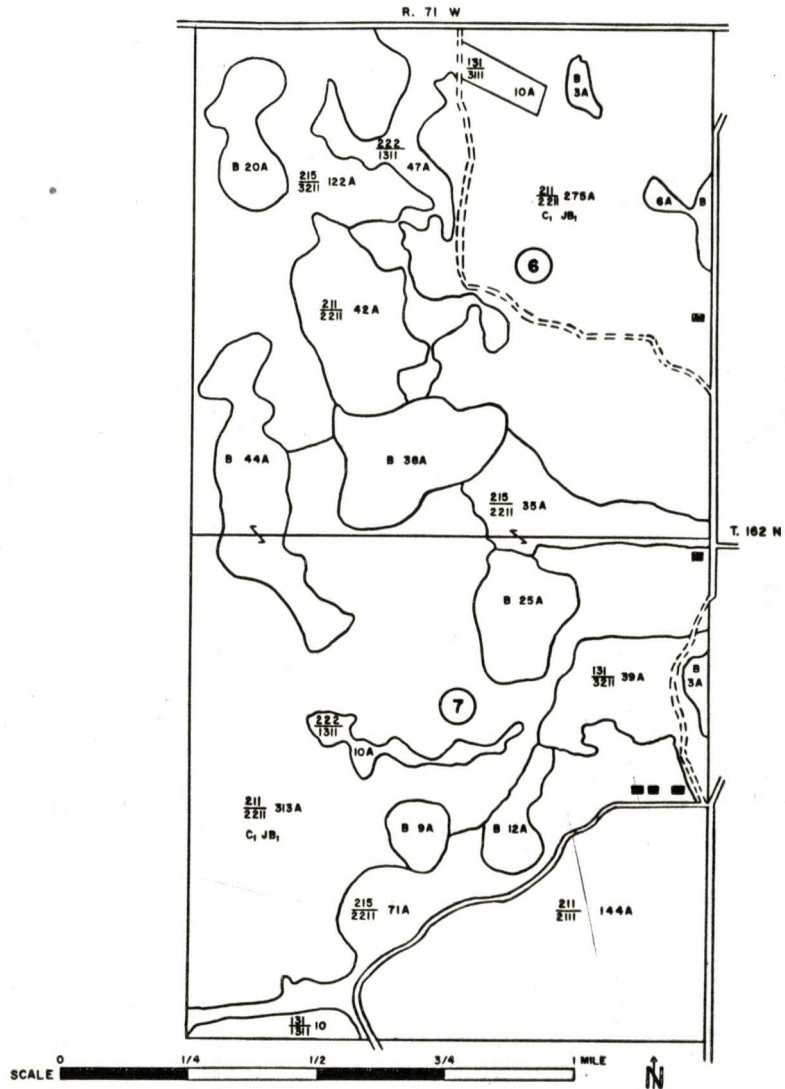 R. 71 W
131
3111
10A
B
3A
B 20A
222
1311
47A
215
3211 122A
211
2211 275A
C₁ JB₁
6A
B
6
211
2211 42A
B 44A
B 38A
215
2211 35A
T. 162 N
B 25A
131
3211 39A
B
3A
7
222
1311
10A
211
2211 313A
C₁ JB₁
B 9A
B 12A
215
2211 71A
211
2111 144A
131
1311 10
SCALE 0 1/4 1/2 3/4 1 MILE
N